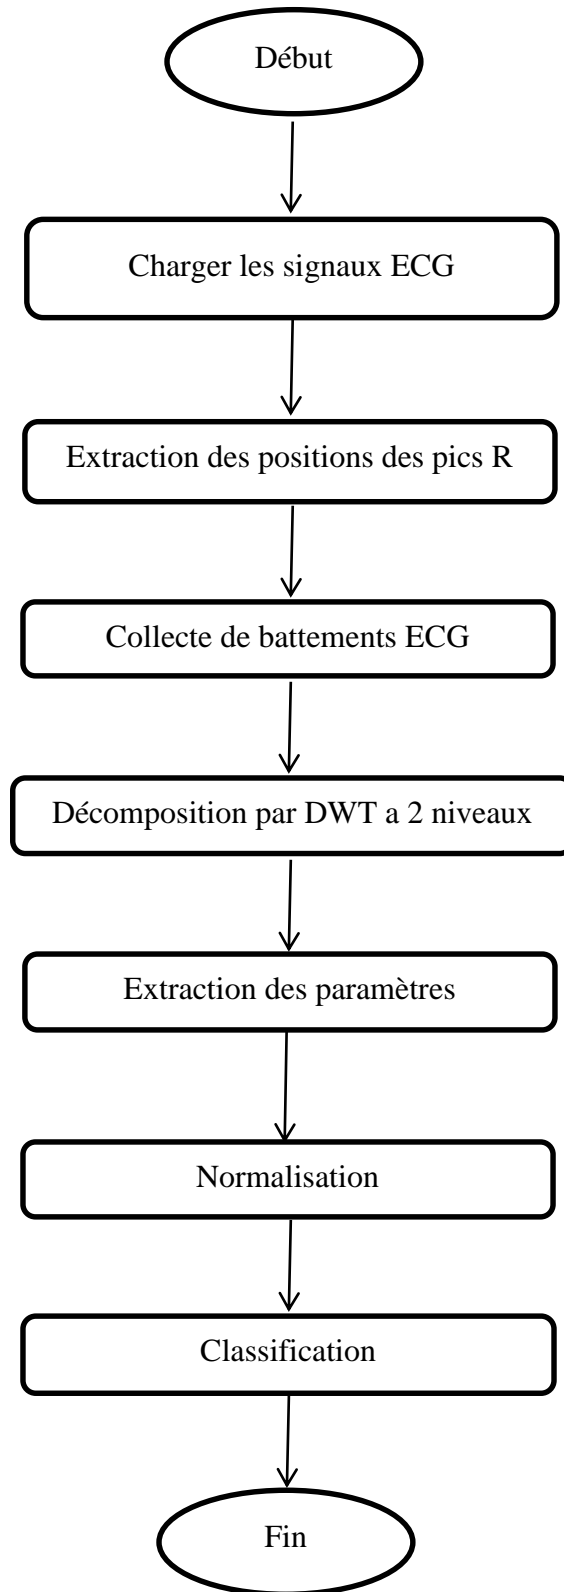 Début
Charger les signaux ECG
Extraction des positions des pics R
Collecte de battements ECG
Décomposition par DWT a 2 niveaux
Extraction des paramètres
Normalisation
Classification
Fin